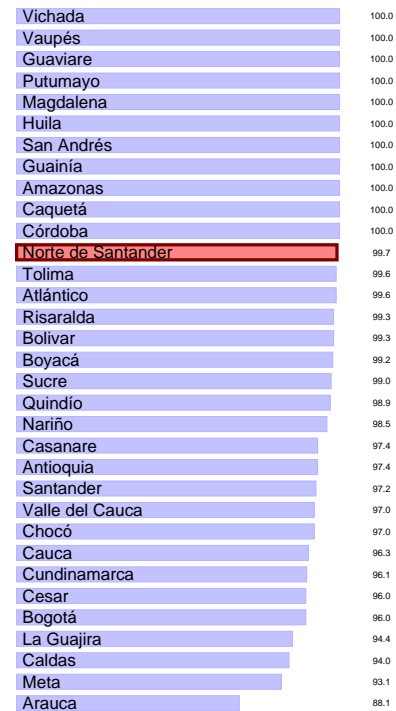 Vichada 100.0
Vaupés 100.0
Guaviare 100.0
Putumayo 100.0
Magdalena 100.0
Huila 100.0
San Andrés 100.0
Guainía 100.0
Amazonas 100.0
Caquetá 100.0
Córdoba 100.0
Norte de Santander 99.7
Tolima 99.6
Atlántico 99.6
Risaralda 99.3
Bolivar 99.3
Boyacá 99.2
Sucre 99.0
Quindío 98.9
Nariño 98.5
Casanare 97.4
Antioquia 97.4
Santander 97.2
Valle del Cauca 97.0
Chocó 97.0
Cauca 96.3
Cundinamarca 96.1
Cesar 96.0
Bogotá 96.0
La Guajira 94.4
Caldas 94.0
Meta 93.1
Arauca 88.1